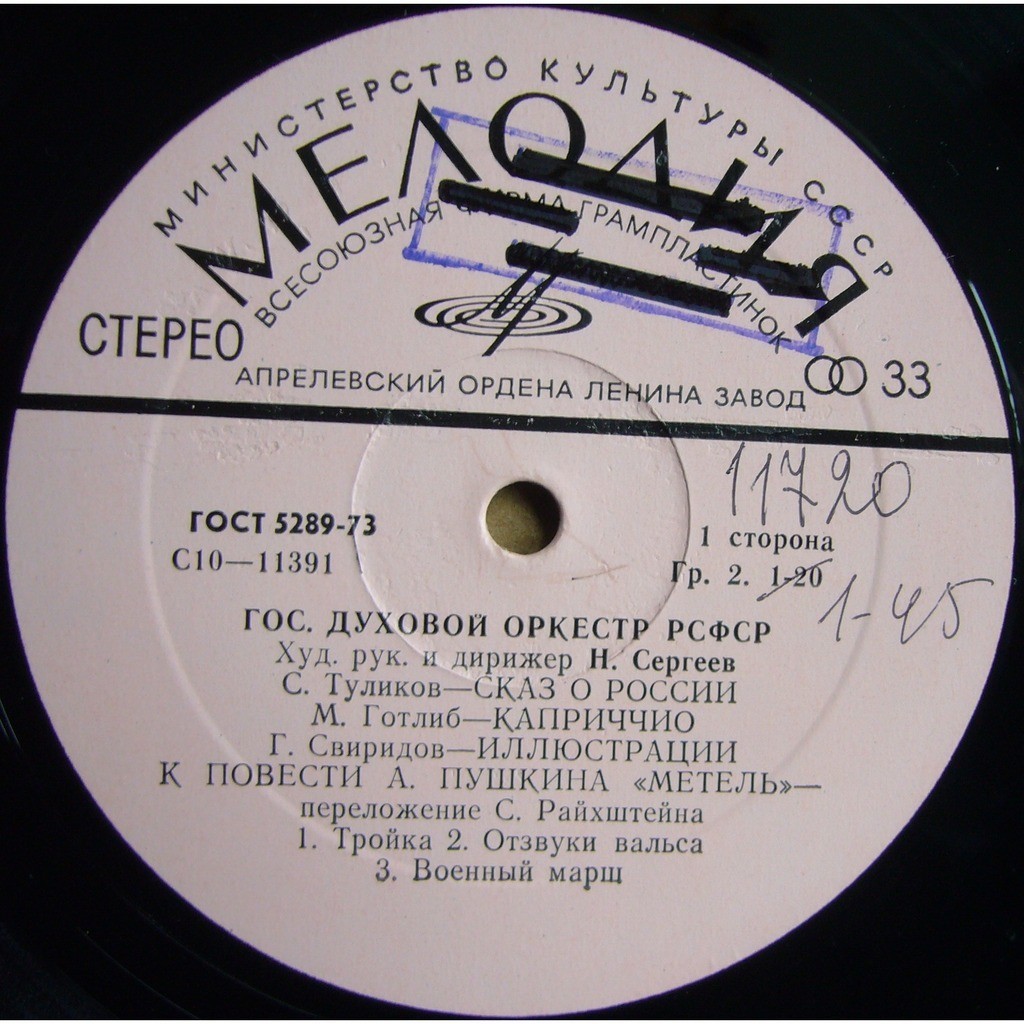 МИНИСТЕРСТВО КУЛЬТУРЫ СССР
МЕЛОДИЯ
ВСЕСОЮЗНАЯ ФИРМА ГРАМПЛАСТИНОК
СТЕРЕО
33
АПРЕЛЕВСКИЙ ОРДЕНА ЛЕНИНА ЗАВОД
11720
ГОСТ 5289-73
1 сторона
С10—11391
Гр. 2. 1-20
1-45
ГОС. ДУХОВОЙ ОРКЕСТР РСФСР
Худ. рук. и дирижер Н. Сергеев
С. Туликов—СКАЗ О РОССИИ
М. Готлиб—КАПРИЧЧИО
Г. Свиридов—ИЛЛЮСТРАЦИИ
К ПОВЕСТИ А. ПУШКИНА «МЕТЕЛЬ»—
переложение С. Райхштейна
1. Тройка 2. Отзвуки вальса
3. Военный марш